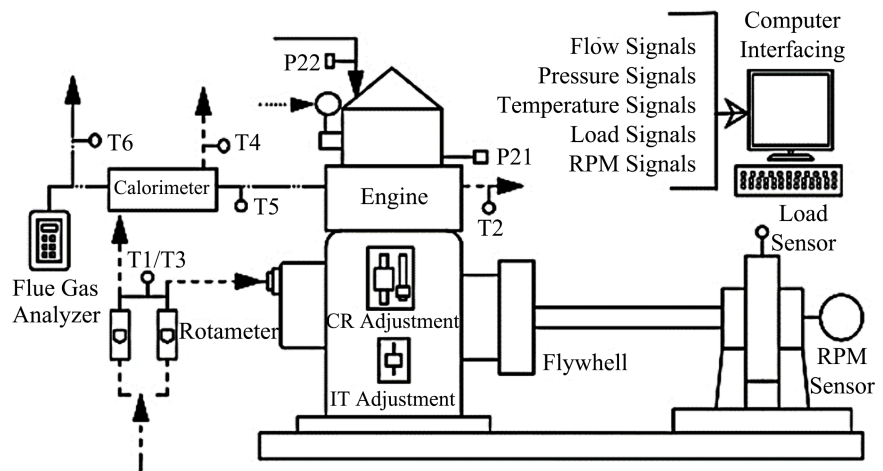 P22
T6
T4
Calorimeter
T5
Flue Gas
Analyzer
T1/T3
Rotameter
P21
Engine
T2
CR Adjustment
IT Adjustment
Flywhell
Flow Signals
Pressure Signals
Temperature Signals
Load Signals
RPM Signals
Computer
Interfacing
Load
Sensor
RPM
Sensor